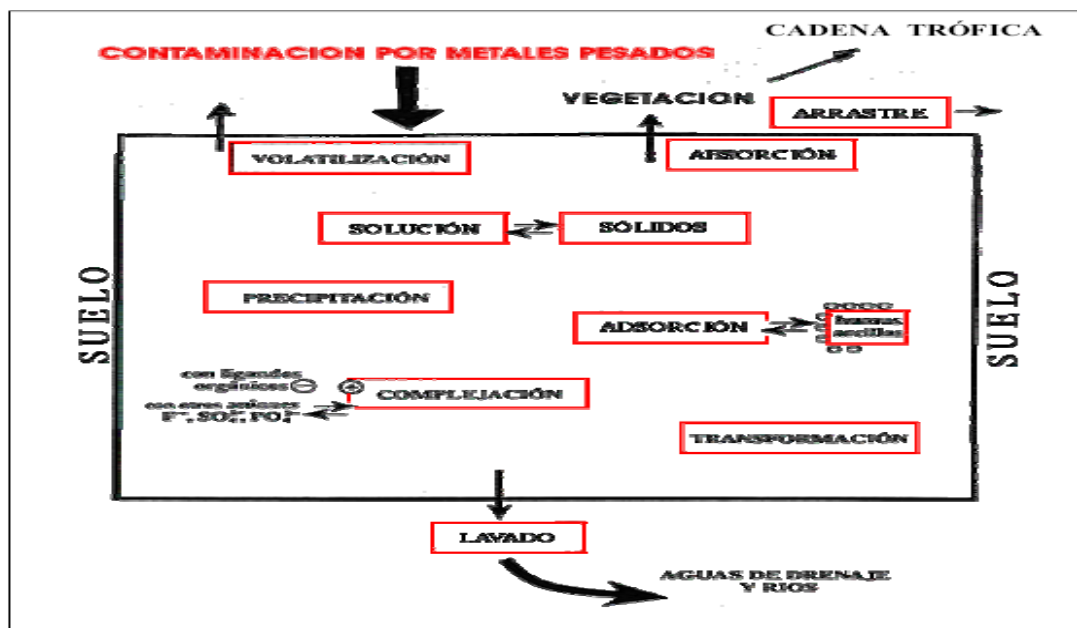 CADENA TRÓFICA
CONTAMINACION POR METALES PESADOS
VEGETACION
ARRASTRE
VOLATILIZACIÓN
ABSORCIÓN
SOLUCIÓN
SÓLIDOS
SUELO
PRECIPITACIÓN
ADSORCIÓN
humus
arcillas
SUELO
con ligandos
orgánicos
COMPLEJACIÓN
con otros aniones
TRANSFORMACIÓN
LAVADO
AGUAS DE DRENAJE
Y RIOS